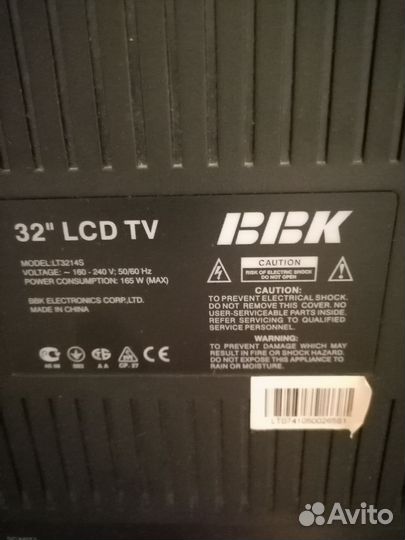 32" LCD TV
BBK
MODEL:LT3214S
VOLTAGE: ~ 160 - 240 V; 50/60 Hz
POWER CONSUMPTION: 165 W (MAX)
BBK ELECTRONICS CORP.,LTD.
MADE IN CHINA
CAUTION
RISK OF ELECTRIC SHOCK
DO NOT OPEN
CAUTION:
TO PREVENT ELECTRICAL SHOCK,
DO NOT REMOVE THIS COVER. NO
USER-SERVICEABLE PARTS INSIDE.
REFER SERVICING TO QUALIFIED
SERVICE PERSONNEL.
WARNING:
TO PREVENT DAMAGE WHICH MAY
RESULT IN FIRE OR SHOCK HAZARD.
DO NOT EXPOSE THIS APPLIANCE TO
RAIN OR MOISTURE.
CE
Avito